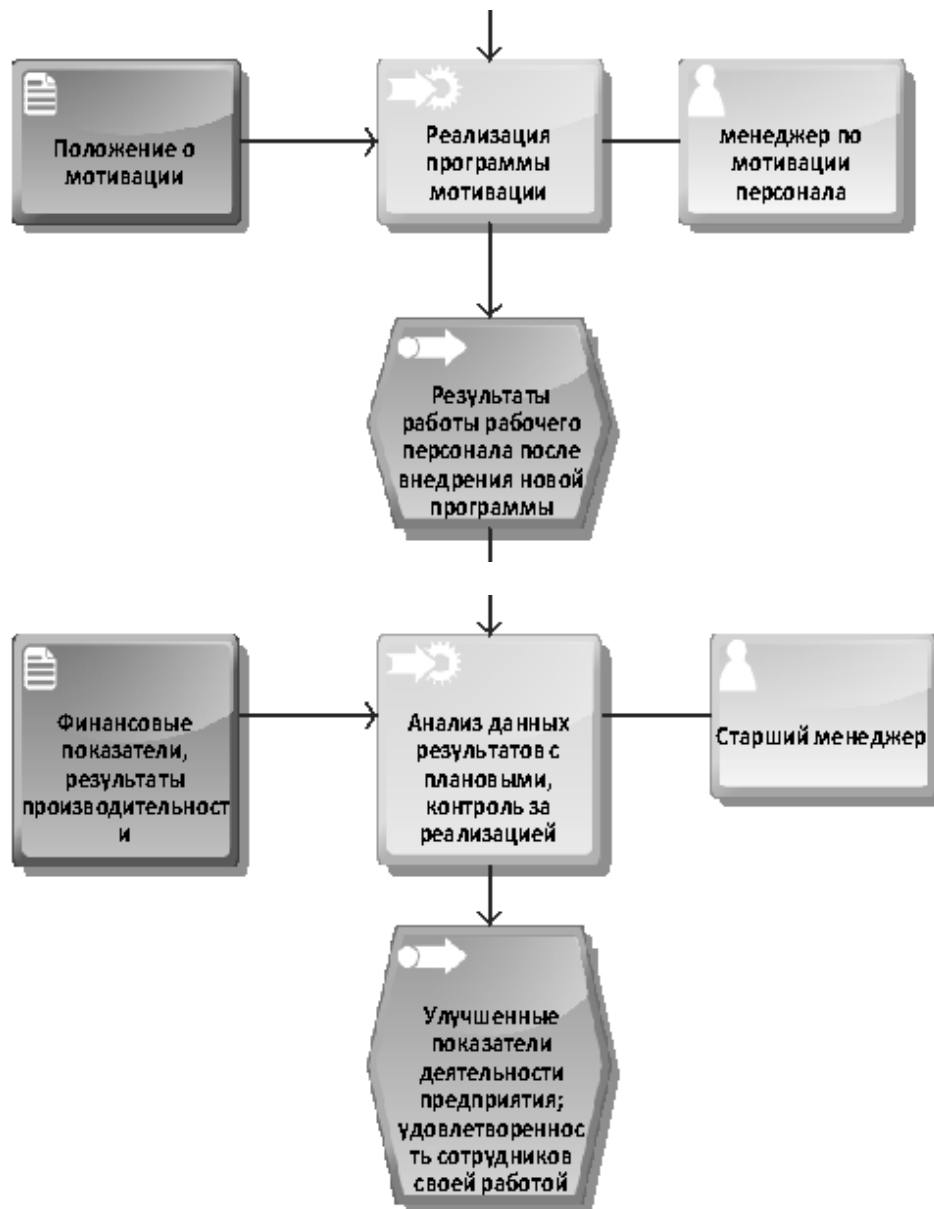 Положение о
мотивации
Реализация
программы
мотивации
менеджер по
мотивации
персонала
Результаты
работы рабочего
персонала после
внедрения новой
программы
Финансовые
показатели,
результаты
производительност
и
Анализ данных
результатов с
плановыми,
контроль за
реализацией
Старший менеджер
Улучшенные
показатели
деятельности
предприятия;
удовлетвореннос
ть сотрудников
своей работой